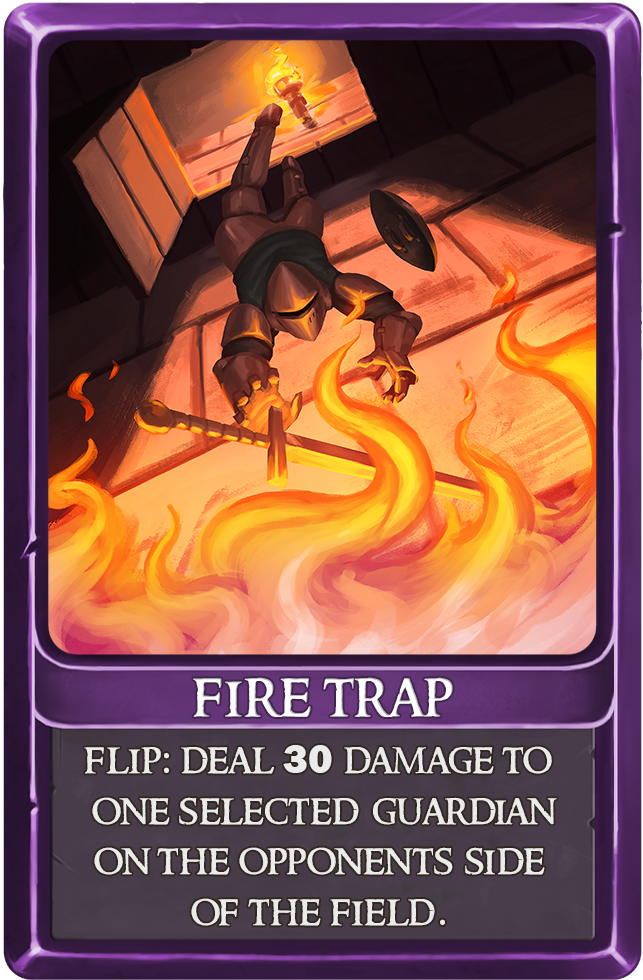 FIRE TRAP
FLIP: DEAL 30 DAMAGE TO
ONE SELECTED GUARDIAN
ON THE OPPONENTS SIDE
OF THE FIELD.